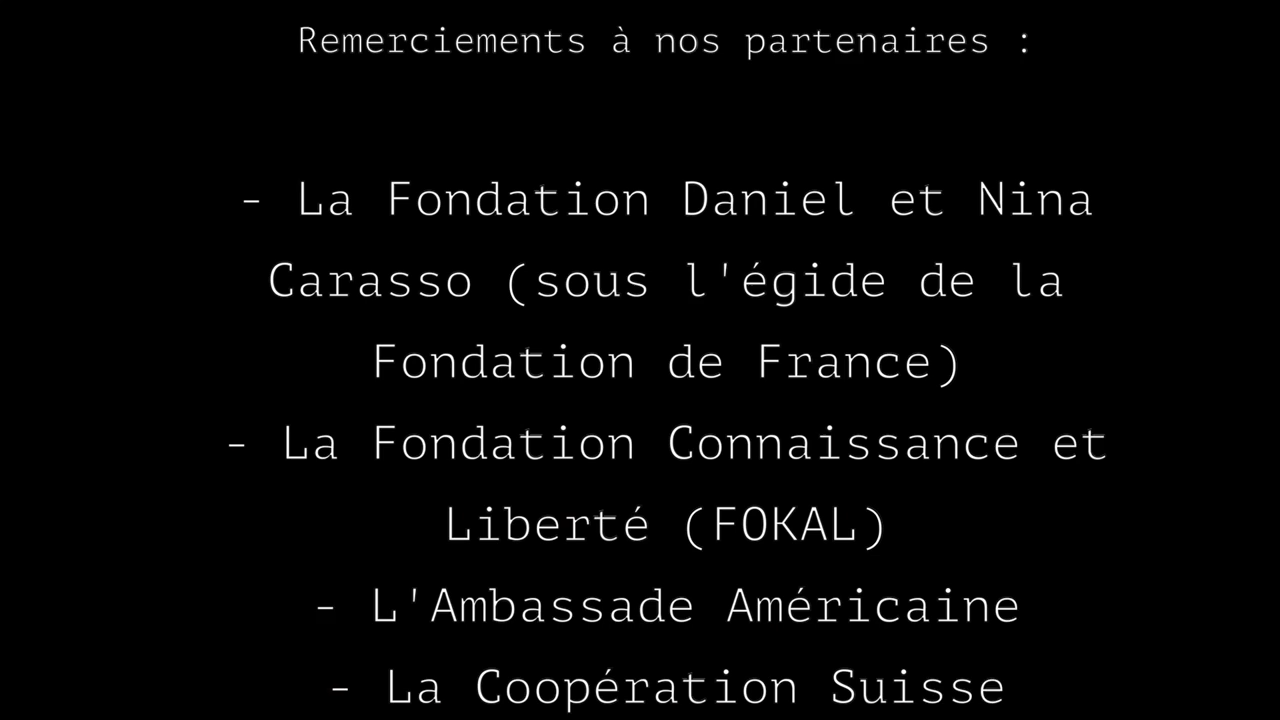 Remerciements à nos partenaires :
- La Fondation Daniel et Nina
Carasso (sous l'égide de la
Fondation de France)
- La Fondation Connaissance et
Liberté (FOKAL)
- L'Ambassade Américaine
- La Coopération Suisse